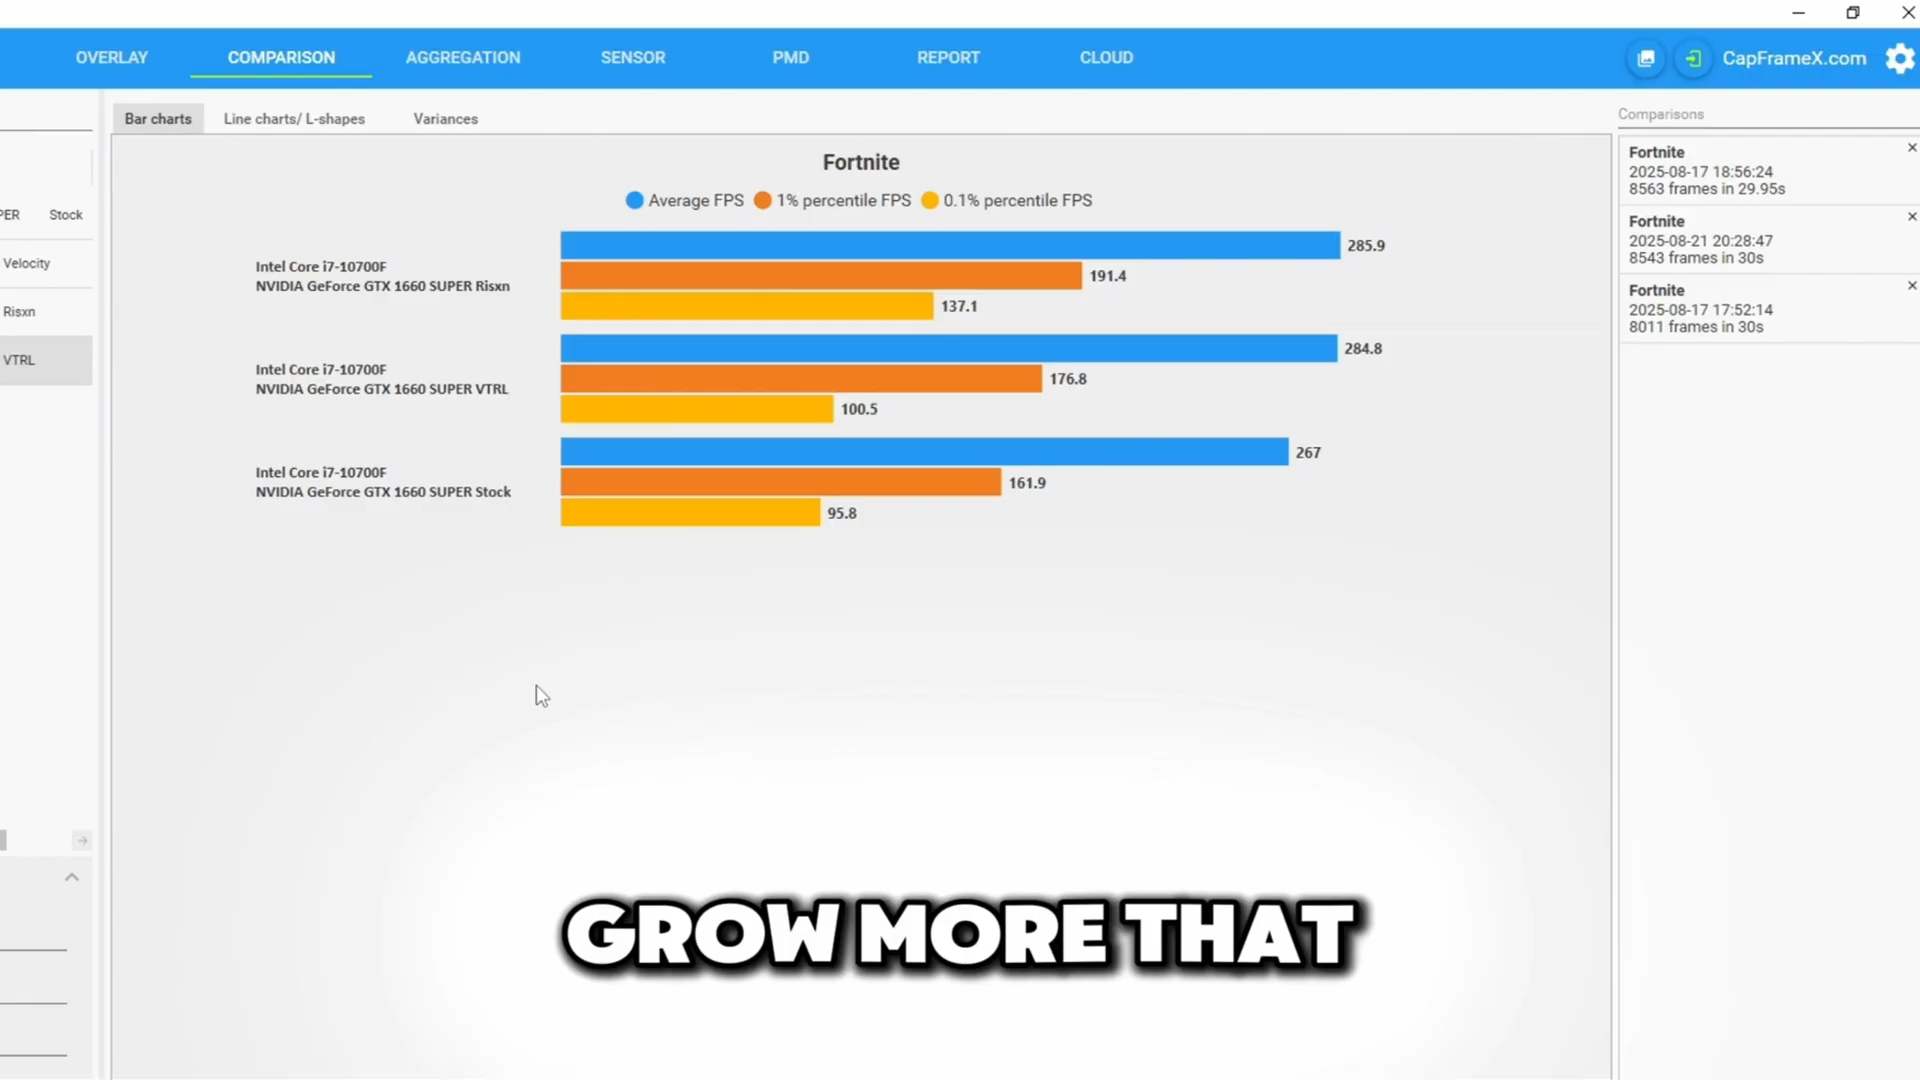 OVERLAY COMPARISON AGGREGATION SENSOR PMD REPORT CLOUD CapFrameX.com
Bar charts Line charts/ L-shapes Variances
PER Stock
Velocity
Risxn
VTRL
Fortnite
Average FPS 1% percentile FPS 0.1% percentile FPS
Intel Core i7-10700F
NVIDIA GeForce GTX 1660 SUPER Risxn
285.9
191.4
137.1
Intel Core i7-10700F
NVIDIA GeForce GTX 1660 SUPER VTRL
284.8
176.8
100.5
Intel Core i7-10700F
NVIDIA GeForce GTX 1660 SUPER Stock
267
161.9
95.8
Comparisons
Fortnite
2025-08-17 18:56:24
8563 frames in 29.95s
Fortnite
2025-08-21 20:28:47
8543 frames in 30s
Fortnite
2025-08-17 17:52:14
8011 frames in 30s
GROW MORE THAT